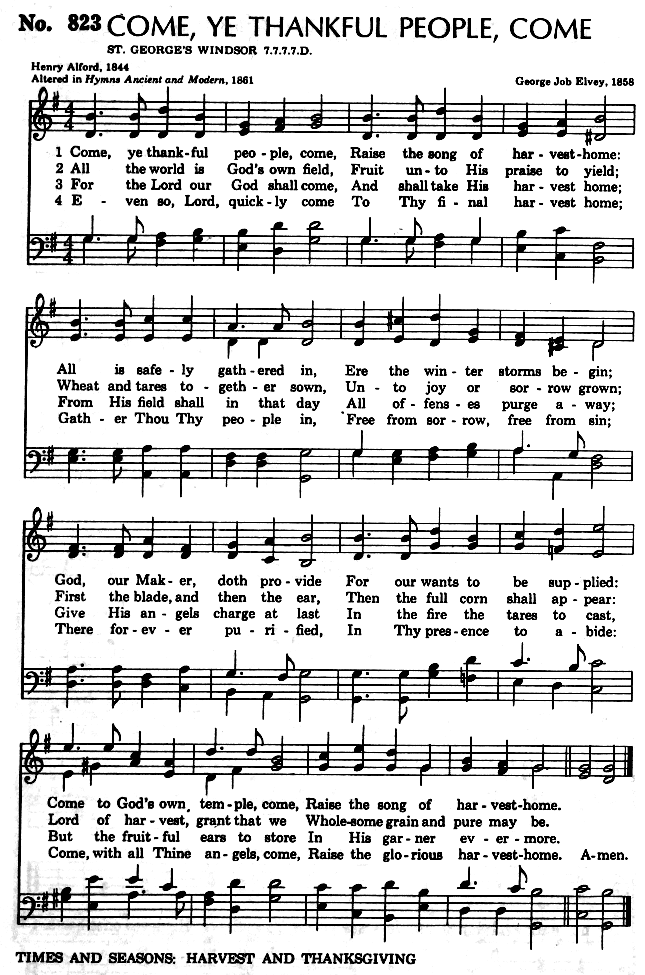 No. 823 COME, YE THANKFUL PEOPLE, COME
ST. GEORGE'S WINDSOR 7.7.7.7.D.
Henry Alford, 1844
Altered in Hymns Ancient and Modern, 1861
George Job Elvey, 1858
1 Come, ye thank-ful peo-ple, come, Raise the song of har-vest-home:
2 All the world is God's own field, Fruit un-to His praise to yield;
3 For the Lord our God shall come, And shall take His harvest home;
4 E-ven so, Lord, quick-ly come To Thy fi-nal har-vest home;
All is safe-ly gath-ered in, Ere the win-ter storms be-gin;
Wheat and tares to-geth-er sown, Un-to joy or sor-row grown;
From His field shall in that day All of-fens-es purge a-way;
Gath-er Thou Thy peo-ple in, Free from sor-row, free from sin;
God, our Mak-er, doth pro-vide For our wants to be sup-plied:
First the blade, and then the ear, Then the full corn shall ap-pear:
Give His an-gels charge at last In the fire the tares to cast,
There for-ev-er pu-ri-fied, In Thy pres-ence to a-bide:
Come to God's own tem-ple, come, Raise the song of har-vest-home.
Lord of har-vest, grant that we Whole-some grain and pure may be.
But the fruit-ful ears to store In His gar-ner ev-er-more.
Come, with all Thine an-gels, come, Raise the glo-rious har-vest-home. A-men.
TIMES AND SEASONS: HARVEST AND THANKSGIVING